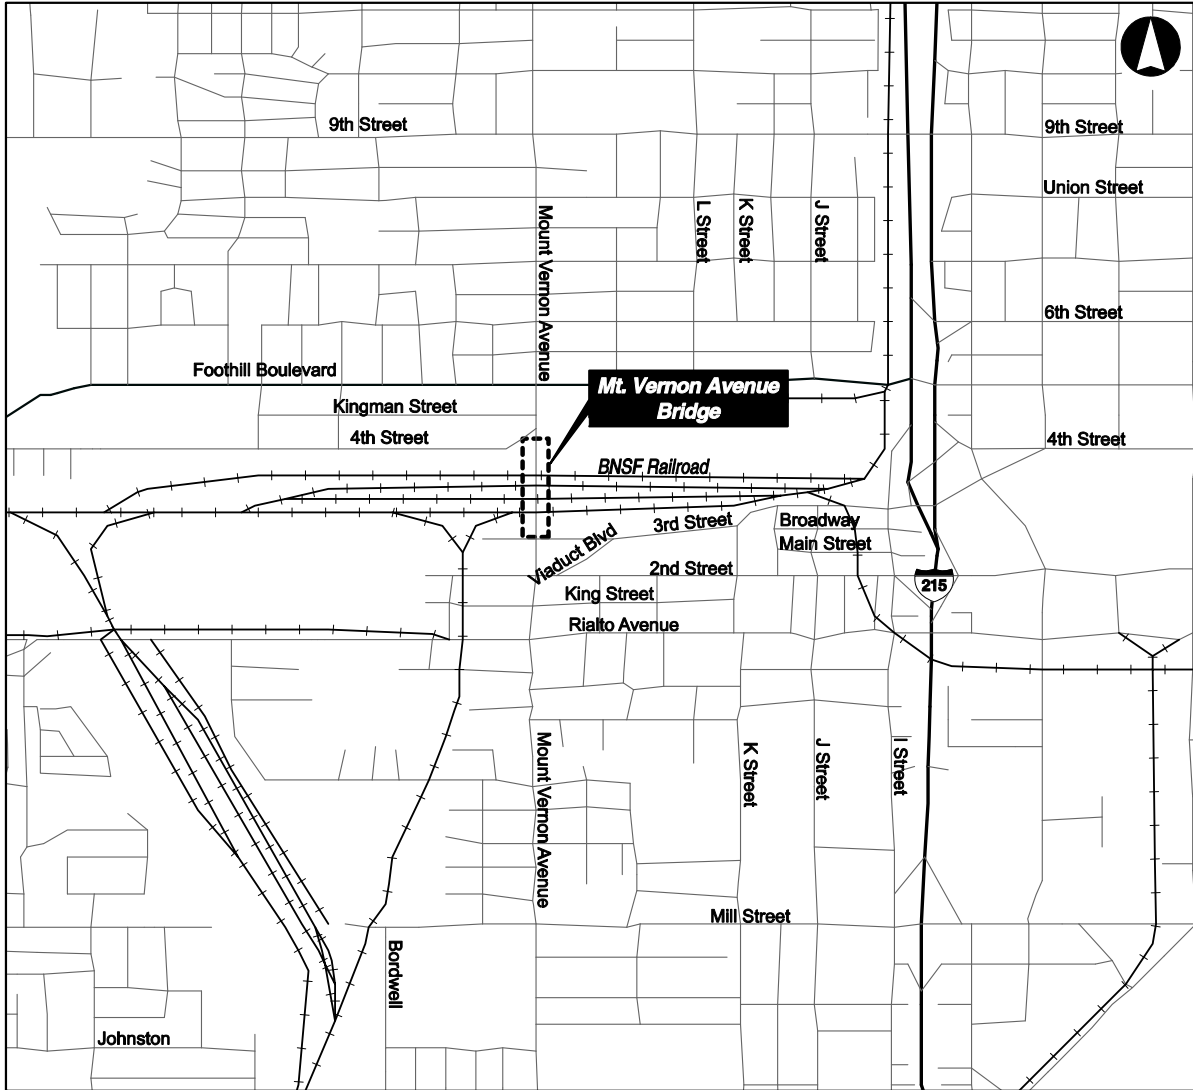 9th Street
9th Street
Union Street
L Street
K Street
J Street
Mount Vernon Avenue
6th Street
Foothill Boulevard
Mt. Vernon Avenue
Bridge
Kingman Street
4th Street
4th Street
BNSF Railroad
3rd Street
Broadway
Main Street
Viaduct Blvd
2nd Street
215
King Street
Rialto Avenue
Mount Vernon Avenue
K Street
J Street
I Street
Mill Street
Bordwell
Johnston